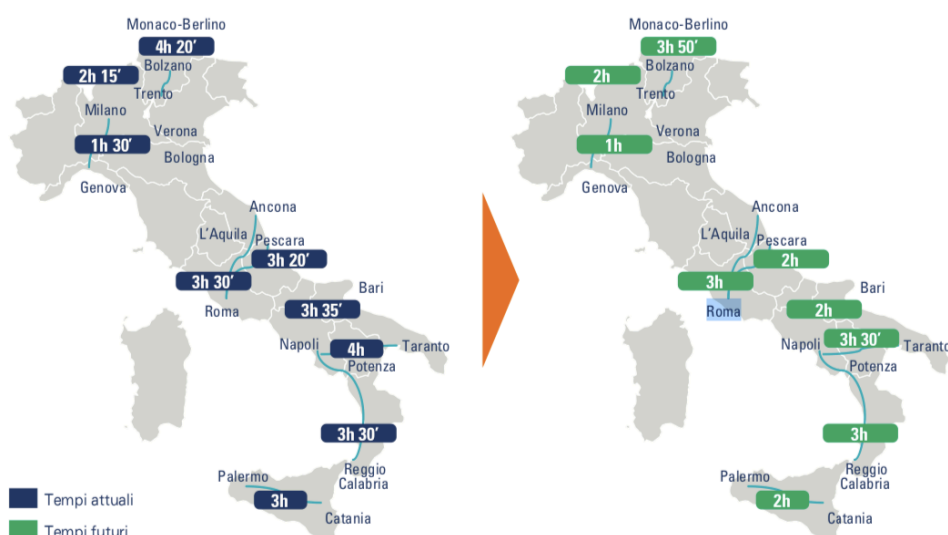 Monaco-Berlino
4h 20’
Bolzano
2h 15’
Trento
Milano
Verona
1h 30’
Bologna
Genova
Ancona
L’Aquila
Pescara
3h 20’
3h 30’
Bari
Roma
3h 35’
Napoli
4h
Taranto
Potenza
3h 30’
Reggio
Calabria
Palermo
3h
Catania
Tempi attuali
Tempi futuri
Monaco-Berlino
3h 50’
Bolzano
2h
Trento
Milano
Verona
1h
Bologna
Genova
Ancona
L’Aquila
Pescara
2h
3h
Bari
Roma
2h
3h 30’
Napoli
Taranto
Potenza
3h
Reggio
Calabria
Palermo
2h
Catania